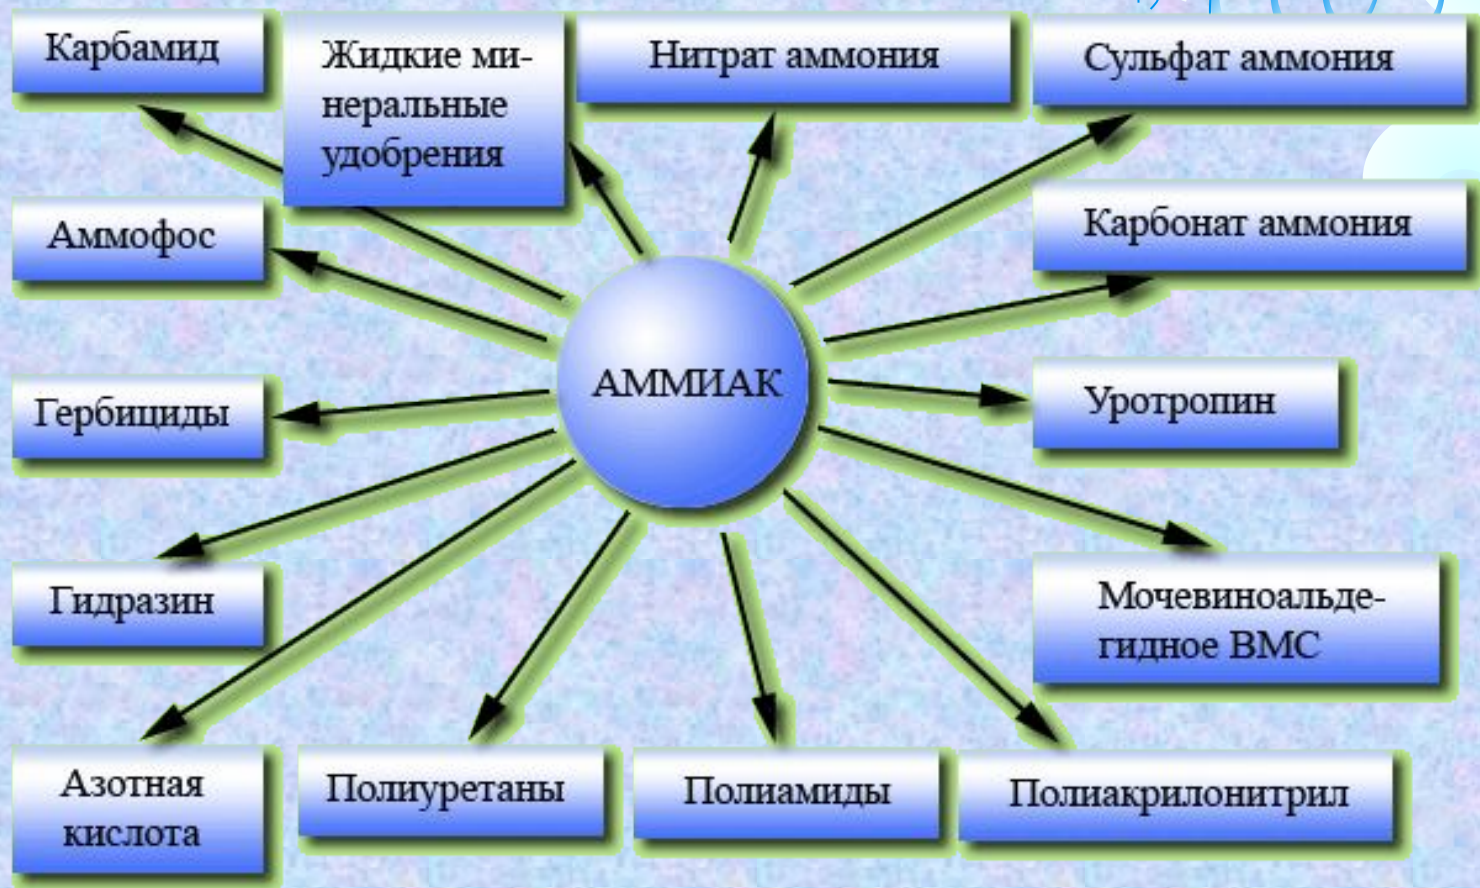 Карбамид
Жидкие ми-
неральные
удобрения
Нитрат аммония
Сульфат аммония
Аммофос
Карбонат аммония
АММИАК
Гербициды
Уротропин
Гидразин
Мочевиноальде-
гидное ВМС
Азотная
кислота
Полиуретаны
Полиамиды
Полиакрилонитрил